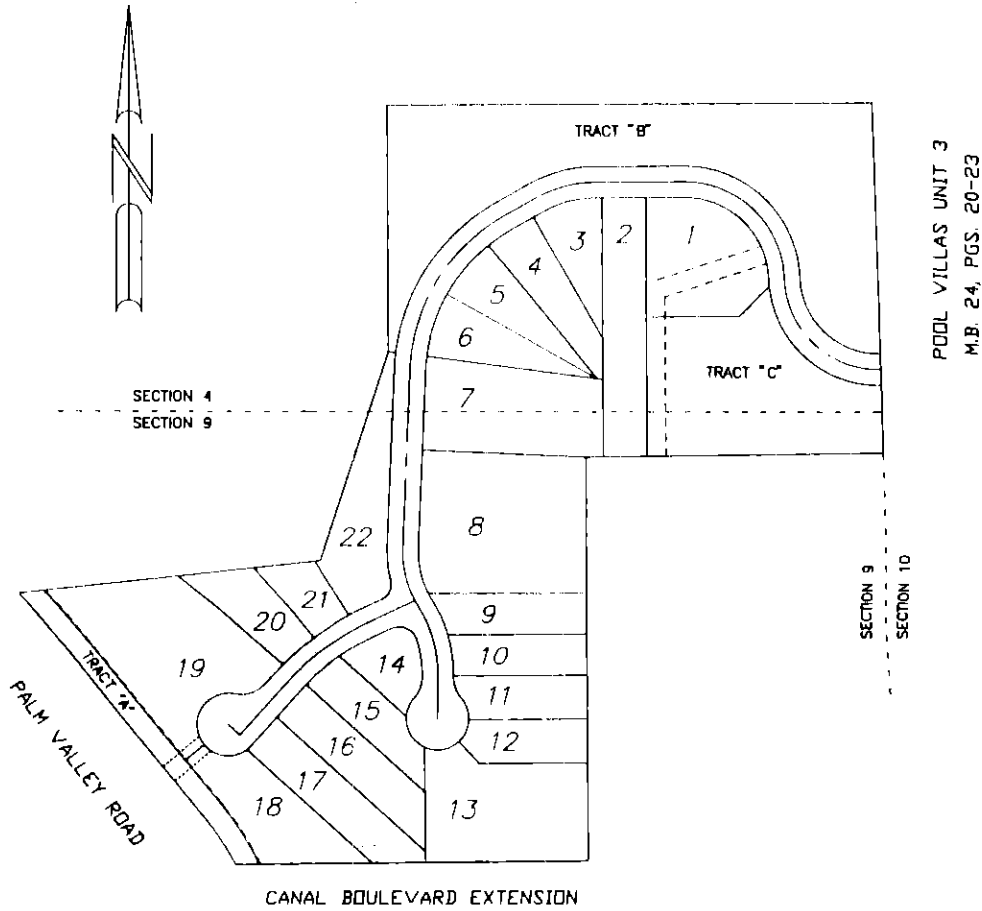 N
TRACT "B"
POOL VILLAS UNIT 3
M.B. 24, PGS. 20-23
1
2
3
4
5
6
7
TRACT "C"
SECTION 4
SECTION 9
8
22
9
21
20
10
14
11
19
15
12
16
17
13
18
TRACT "A"
PALM VALLEY ROAD
SECTION 9
SECTION 10
CANAL BOULEVARD EXTENSION